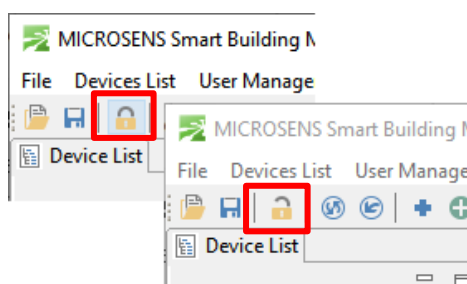 MICROSENS Smart Building M
File Devices List User Manage
Device List
MICROSENS Smart Building M
File Devices List User Manage
Device List